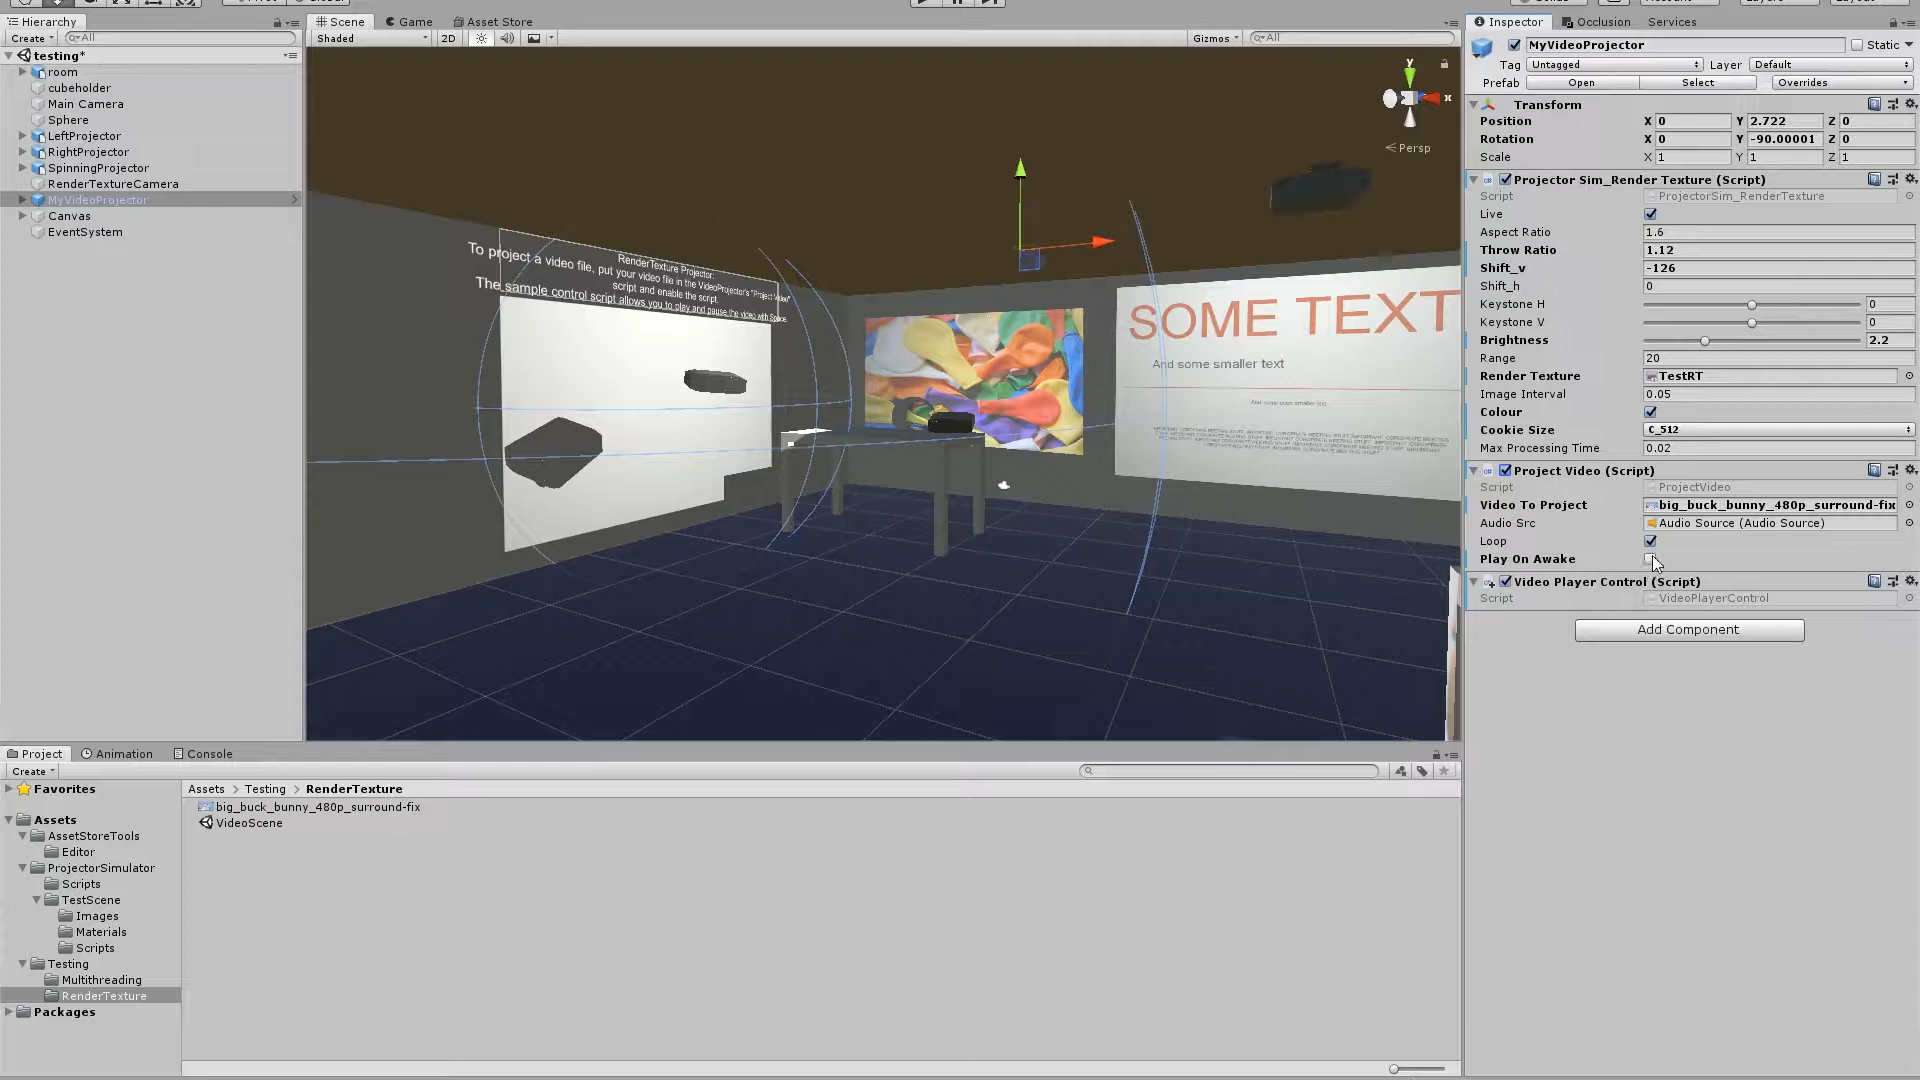 Hierarchy
Create
All
testing*
room
cubeholder
Main Camera
Sphere
LeftProjector
RightProjector
SpinningProjector
RenderTextureCamera
MyVideoProjector
Canvas
EventSystem
Scene
Game
Asset Store
Shaded
2D
Gizmos
All
y
x
Persp
To project a video file, put your video file in the VideoProjector's "Project Video"
script and enable the script.
The sample control script allows you to play and pause the video with Space.
RenderTexture Projector:
SOME TEXT
And some smaller text
And some even smaller text
Project
Animation
Console
Create
Favorites
Assets
AssetStoreTools
Editor
ProjectorSimulator
Scripts
TestScene
Images
Materials
Scripts
Testing
Multithreading
RenderTexture
Packages
Assets > Testing > RenderTexture
big_buck_bunny_480p_surround-fix
VideoScene
Inspector
Occlusion
Services
MyVideoProjector
Static
Tag Untagged Layer Default
Prefab Open Select Overrides
Transform
Position X 0 Y 2.722 Z 0
Rotation X 0 Y -90.00001 Z 0
Scale X 1 Y 1 Z 1
Projector Sim_Render Texture (Script)
Script ProjectorSim_RenderTexture
Live
Aspect Ratio 1.6
Throw Ratio 1.12
Shift_v -126
Shift_h 0
Keystone H 0
Keystone V 0
Brightness 2.2
Range 20
Render Texture TestRT
Image Interval 0.05
Colour
Cookie Size C_512
Max Processing Time 0.02
Project Video (Script)
Script ProjectVideo
Video To Project big_buck_bunny_480p_surround-fix
Audio Src Audio Source (Audio Source)
Loop
Play On Awake
Video Player Control (Script)
Script VideoPlayerControl
Add Component